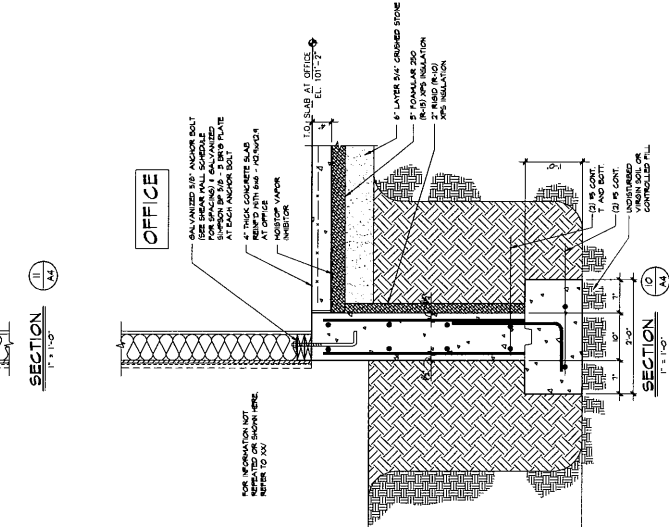 SECTION
1" = 1'-0"
11
A4
OFFICE
GALVANIZED 5/8" ANCHOR BOLT
(SEE SHEAR WALL SCHEDULE
FOR SPACING) & GALVANIZED
SIMPSON BP 5/8 - 3 BRG PLATE
AT EACH ANCHOR BOLT
4" THICK CONCRETE SLAB
REINF'D WITH 6x6 - W2.9xW2.9
AT OFFICE
MOISTOP VAPOR
INHIBITOR
T.O. SLAB AT OFFICE
EL. 101'-2"
4"
6" LAYER 3/4" CRUSHED STONE
3" FOAMULAR 250
(R-15) XPS INSULATION
2" RIGID (R-10)
XPS INSULATION
FOR INFORMATION NOT
REPEATED OR SHOWN HERE,
REFER TO XX/
(2) #5 CONT.
T AND BOTT.
(2) #5 CONT.
UNDISTURBED
VIRGIN SOIL OR
CONTROLLED FILL
7"
10"
7"
2'-0"
SECTION
1" = 1'-0"
10
A4